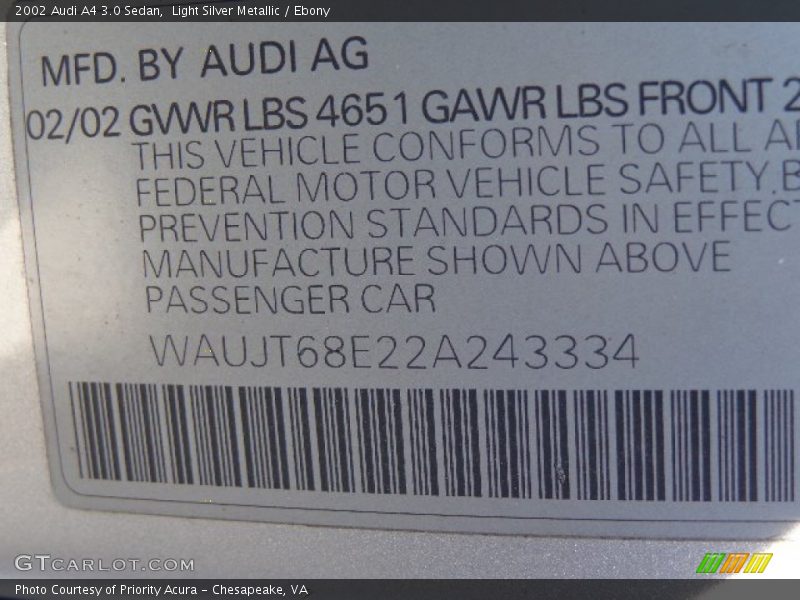 2002 Audi A4 3.0 Sedan,  Light Silver Metallic / Ebony
MFD. BY AUDI AG
02/02 GVWR LBS 4651 GAWR LBS FRONT 2
THIS VEHICLE CONFORMS TO ALL A
FEDERAL MOTOR VEHICLE SAFETY,B
PREVENTION STANDARDS IN EFFECT
MANUFACTURE SHOWN ABOVE
PASSENGER CAR
WAUJT68E22A243334
GTCARLOT.COM
Photo Courtesy of Priority Acura – Chesapeake, VA